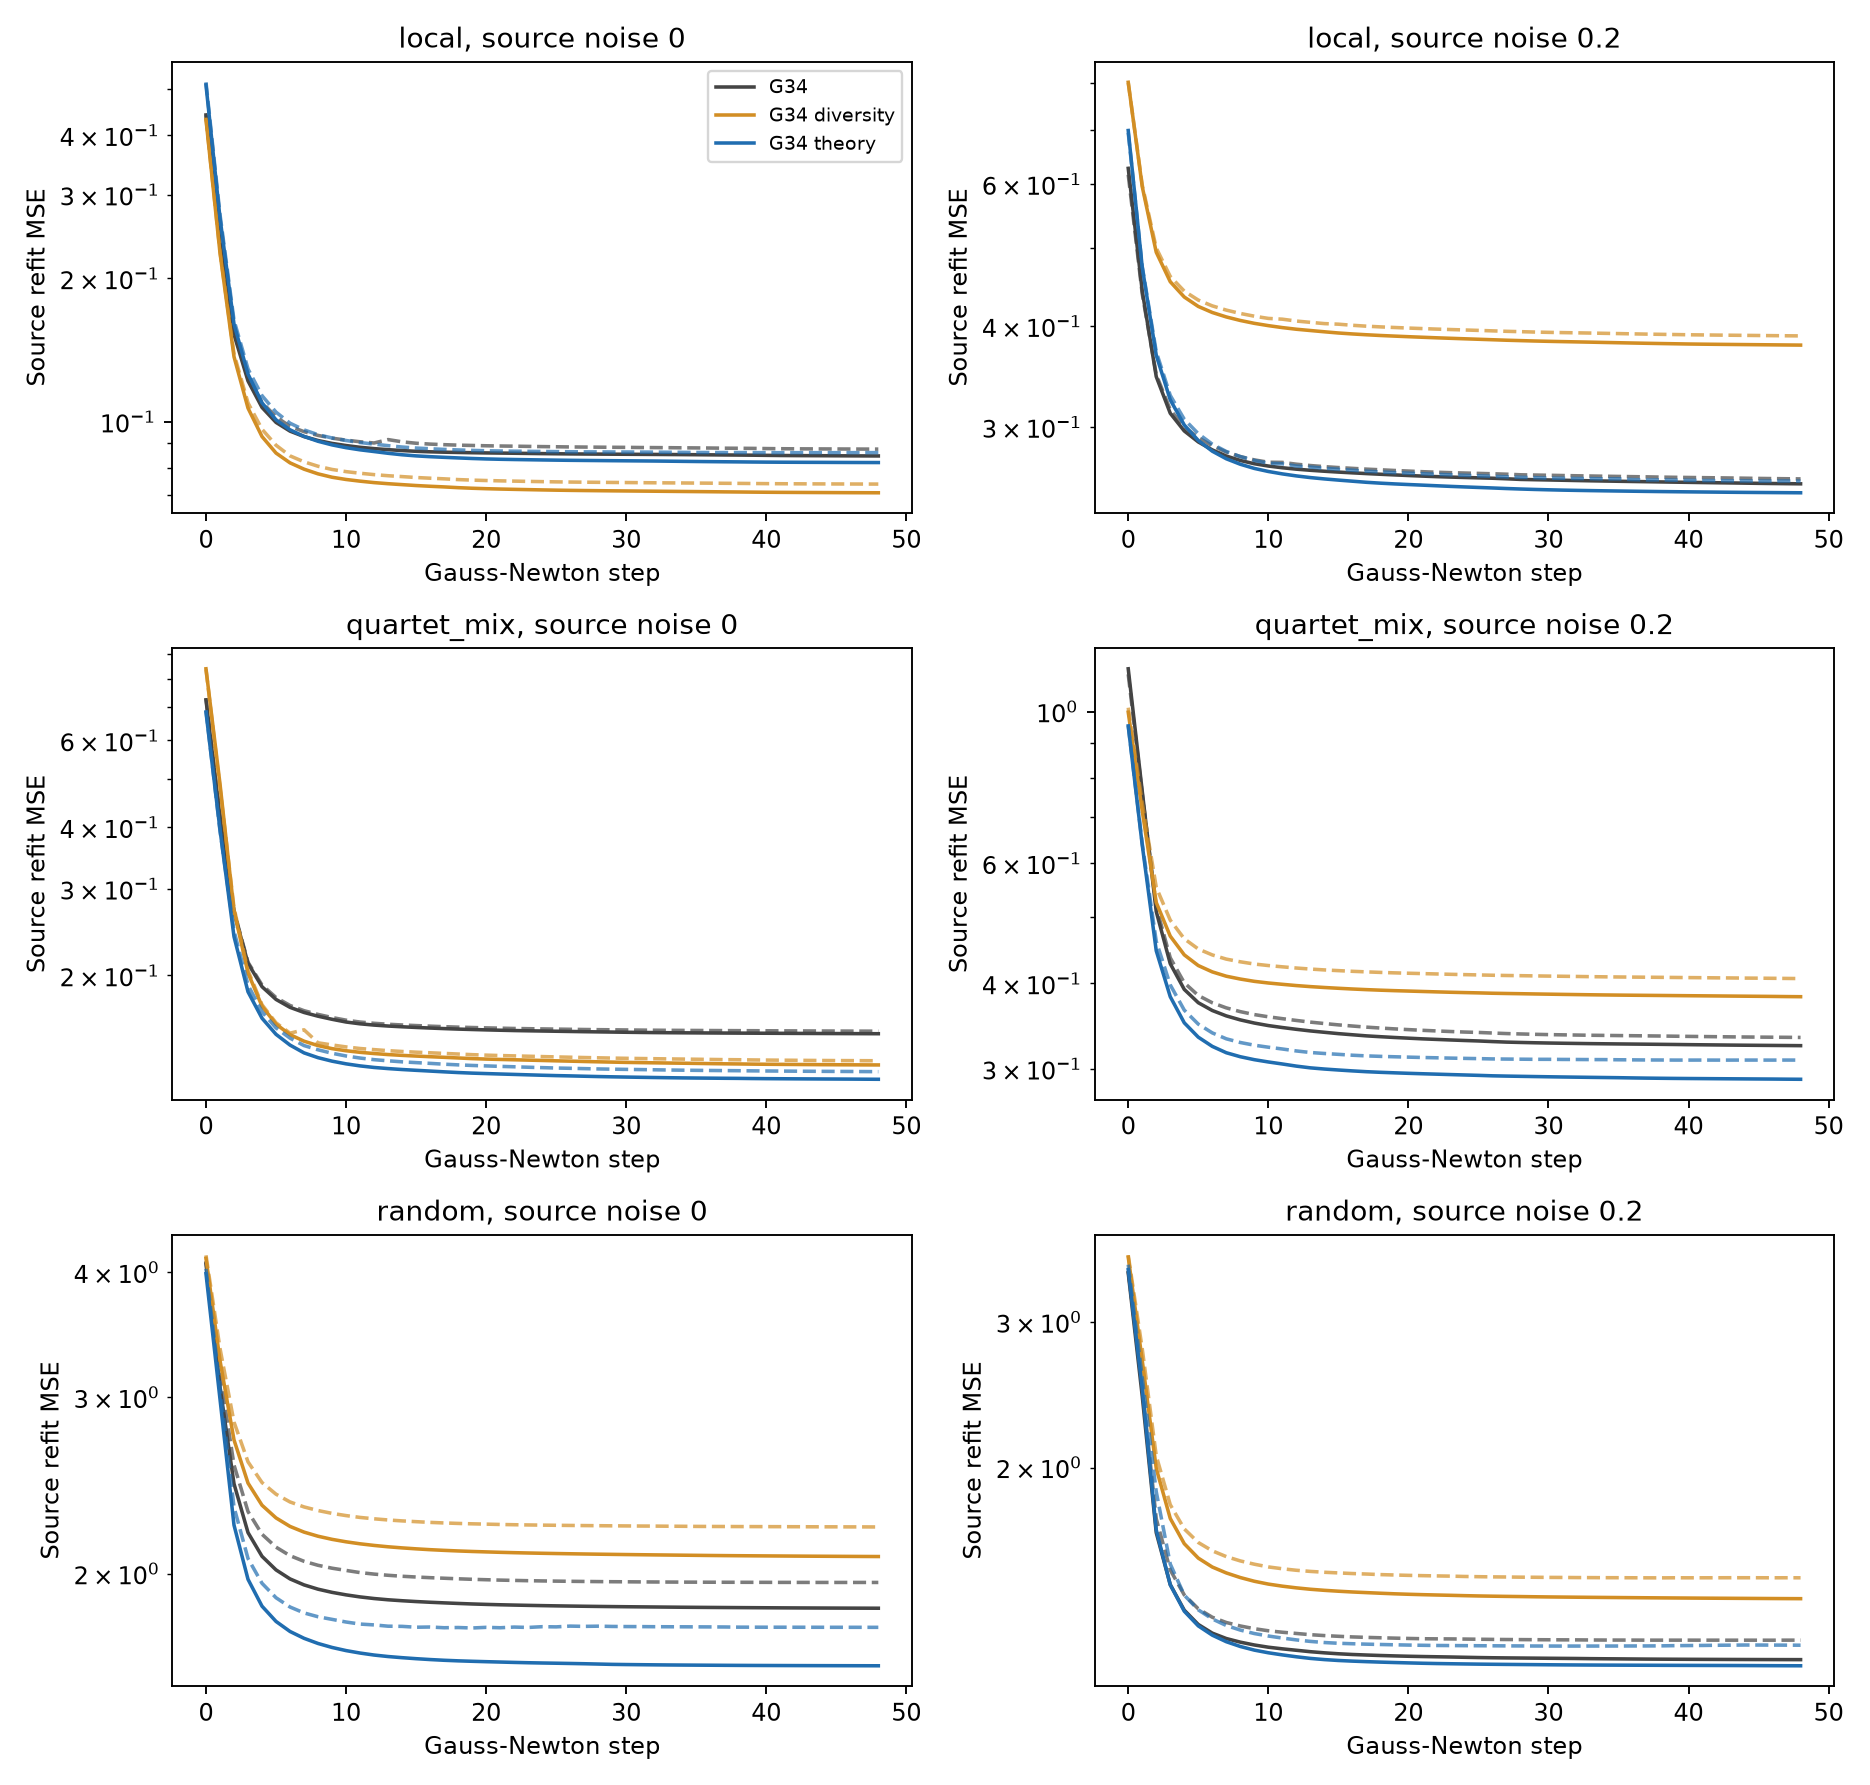 local, source noise 0
Source refit MSE
4 × 10⁻¹
3 × 10⁻¹
2 × 10⁻¹
10⁻¹
G34
G34 diversity
G34 theory
0 10 20 30 40 50
Gauss-Newton step
local, source noise 0.2
Source refit MSE
6 × 10⁻¹
4 × 10⁻¹
3 × 10⁻¹
0 10 20 30 40 50
Gauss-Newton step
quartet_mix, source noise 0
Source refit MSE
6 × 10⁻¹
4 × 10⁻¹
3 × 10⁻¹
2 × 10⁻¹
0 10 20 30 40 50
Gauss-Newton step
quartet_mix, source noise 0.2
Source refit MSE
10⁰
6 × 10⁻¹
4 × 10⁻¹
3 × 10⁻¹
0 10 20 30 40 50
Gauss-Newton step
random, source noise 0
Source refit MSE
4 × 10⁰
3 × 10⁰
2 × 10⁰
0 10 20 30 40 50
Gauss-Newton step
random, source noise 0.2
Source refit MSE
3 × 10⁰
2 × 10⁰
0 10 20 30 40 50
Gauss-Newton step